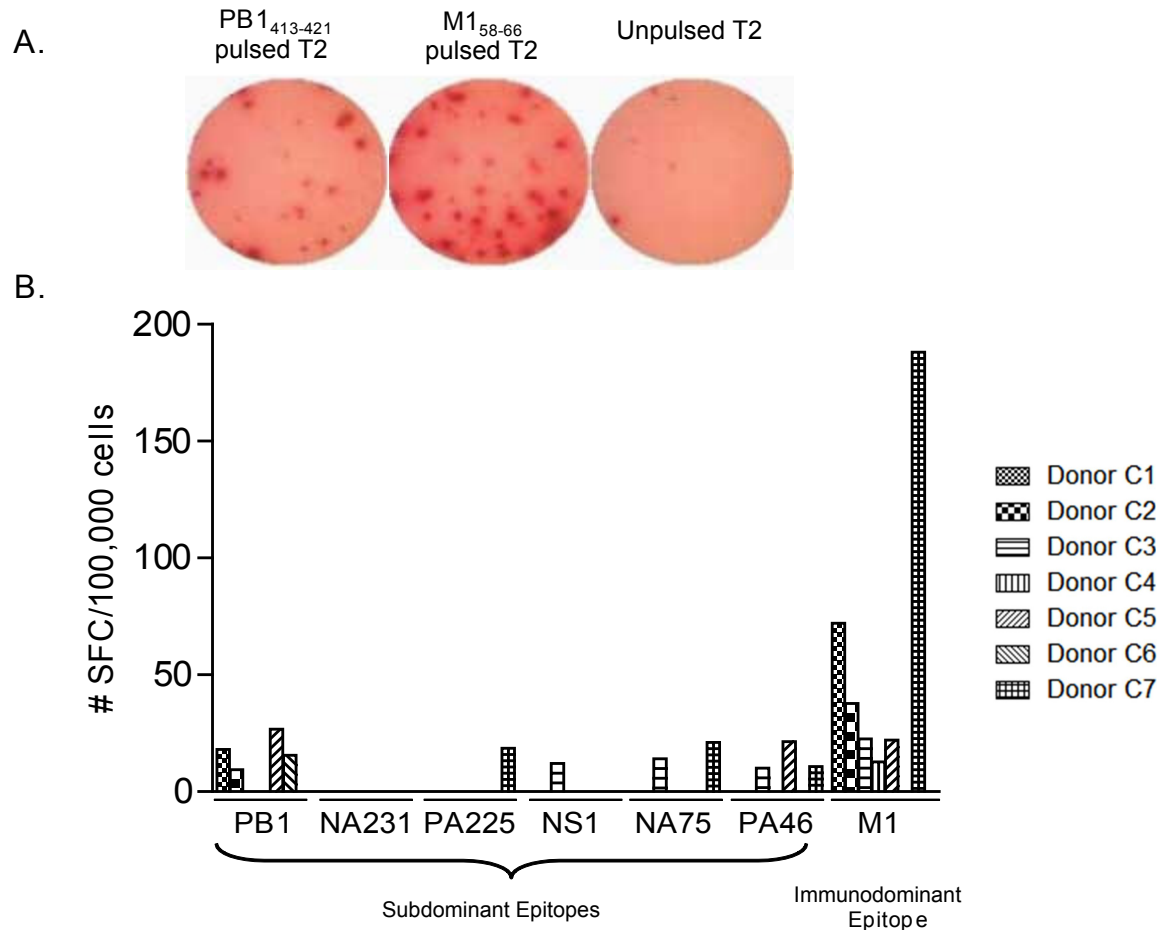 A.
PB1413-421
pulsed T2
M158-66
pulsed T2
Unpulsed T2
B.
# SFC/100,000 cells
200
150
100
50
0
PB1 NA231 PA225 NS1 NA75 PA46 M1
Subdominant Epitopes
Immunodominant
Epitope
Donor C1
Donor C2
Donor C3
Donor C4
Donor C5
Donor C6
Donor C7